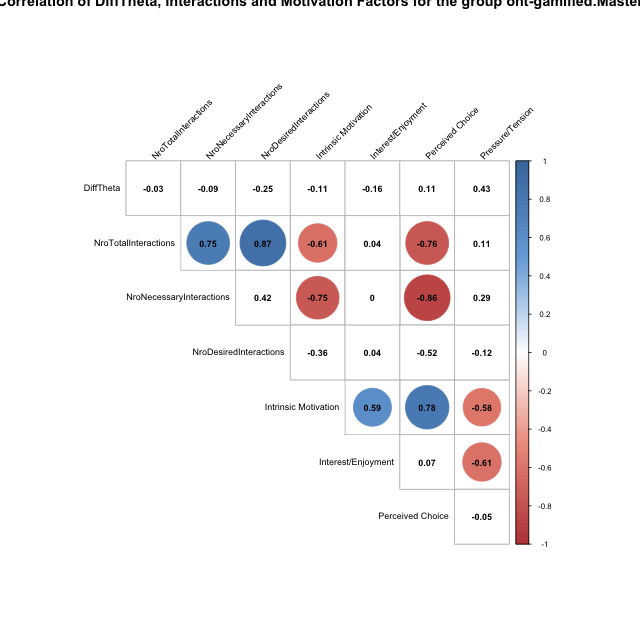 Correlation of DiffTheta, Interactions and Motivation Factors for the group ont-gamified.Master
NroTotalInteractions
NroNecessaryInteractions
NroDesiredInteractions
Intrinsic Motivation
Interest/Enjoyment
Perceived Choice
Pressure/Tension
DiffTheta -0.03 -0.09 -0.25 -0.11 -0.16 0.11 0.43
NroTotalInteractions 0.75 0.87 -0.61 0.04 -0.76 0.11
NroNecessaryInteractions 0.42 -0.75 0 -0.86 0.29
NroDesiredInteractions -0.36 0.04 -0.52 -0.12
Intrinsic Motivation 0.59 0.78 -0.58
Interest/Enjoyment 0.07 -0.61
Perceived Choice -0.05
1
0.8
0.6
0.4
0.2
0
-0.2
-0.4
-0.6
-0.8
-1